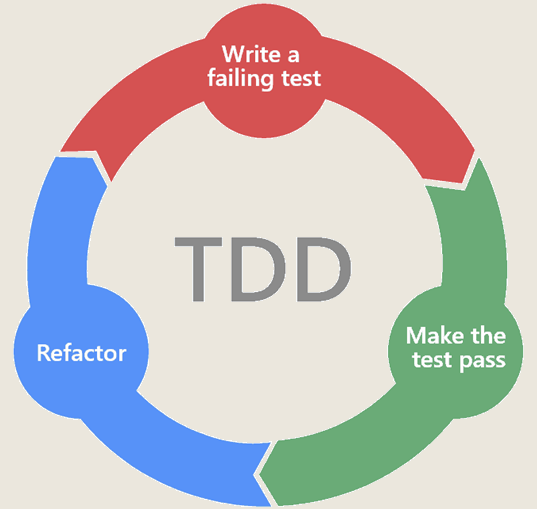 Write a
failing test
TDD
Make the
test pass
Refactor